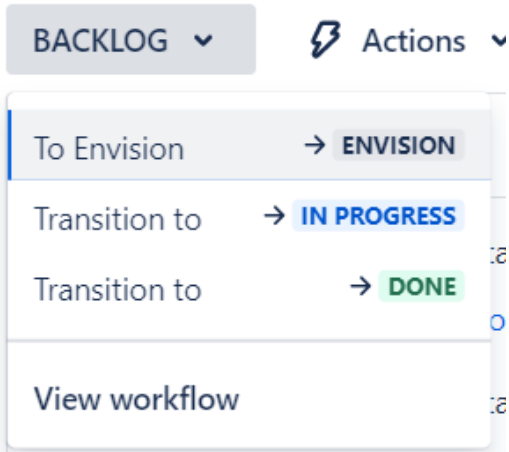 BACKLOG Actions
To Envision → ENVISION
Transition to → IN PROGRESS
Transition to → DONE
View workflow